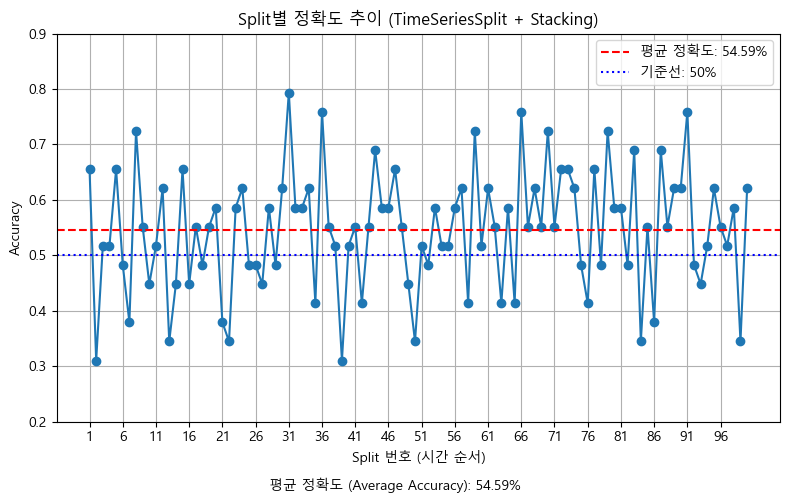 Split별 정확도 추이 (TimeSeriesSplit + Stacking)
평균 정확도: 54.59%
기준선: 50%
Accuracy
0.9
0.8
0.7
0.6
0.5
0.4
0.3
0.2
1 6 11 16 21 26 31 36 41 46 51 56 61 66 71 76 81 86 91 96
Split 번호 (시간 순서)
평균 정확도 (Average Accuracy): 54.59%